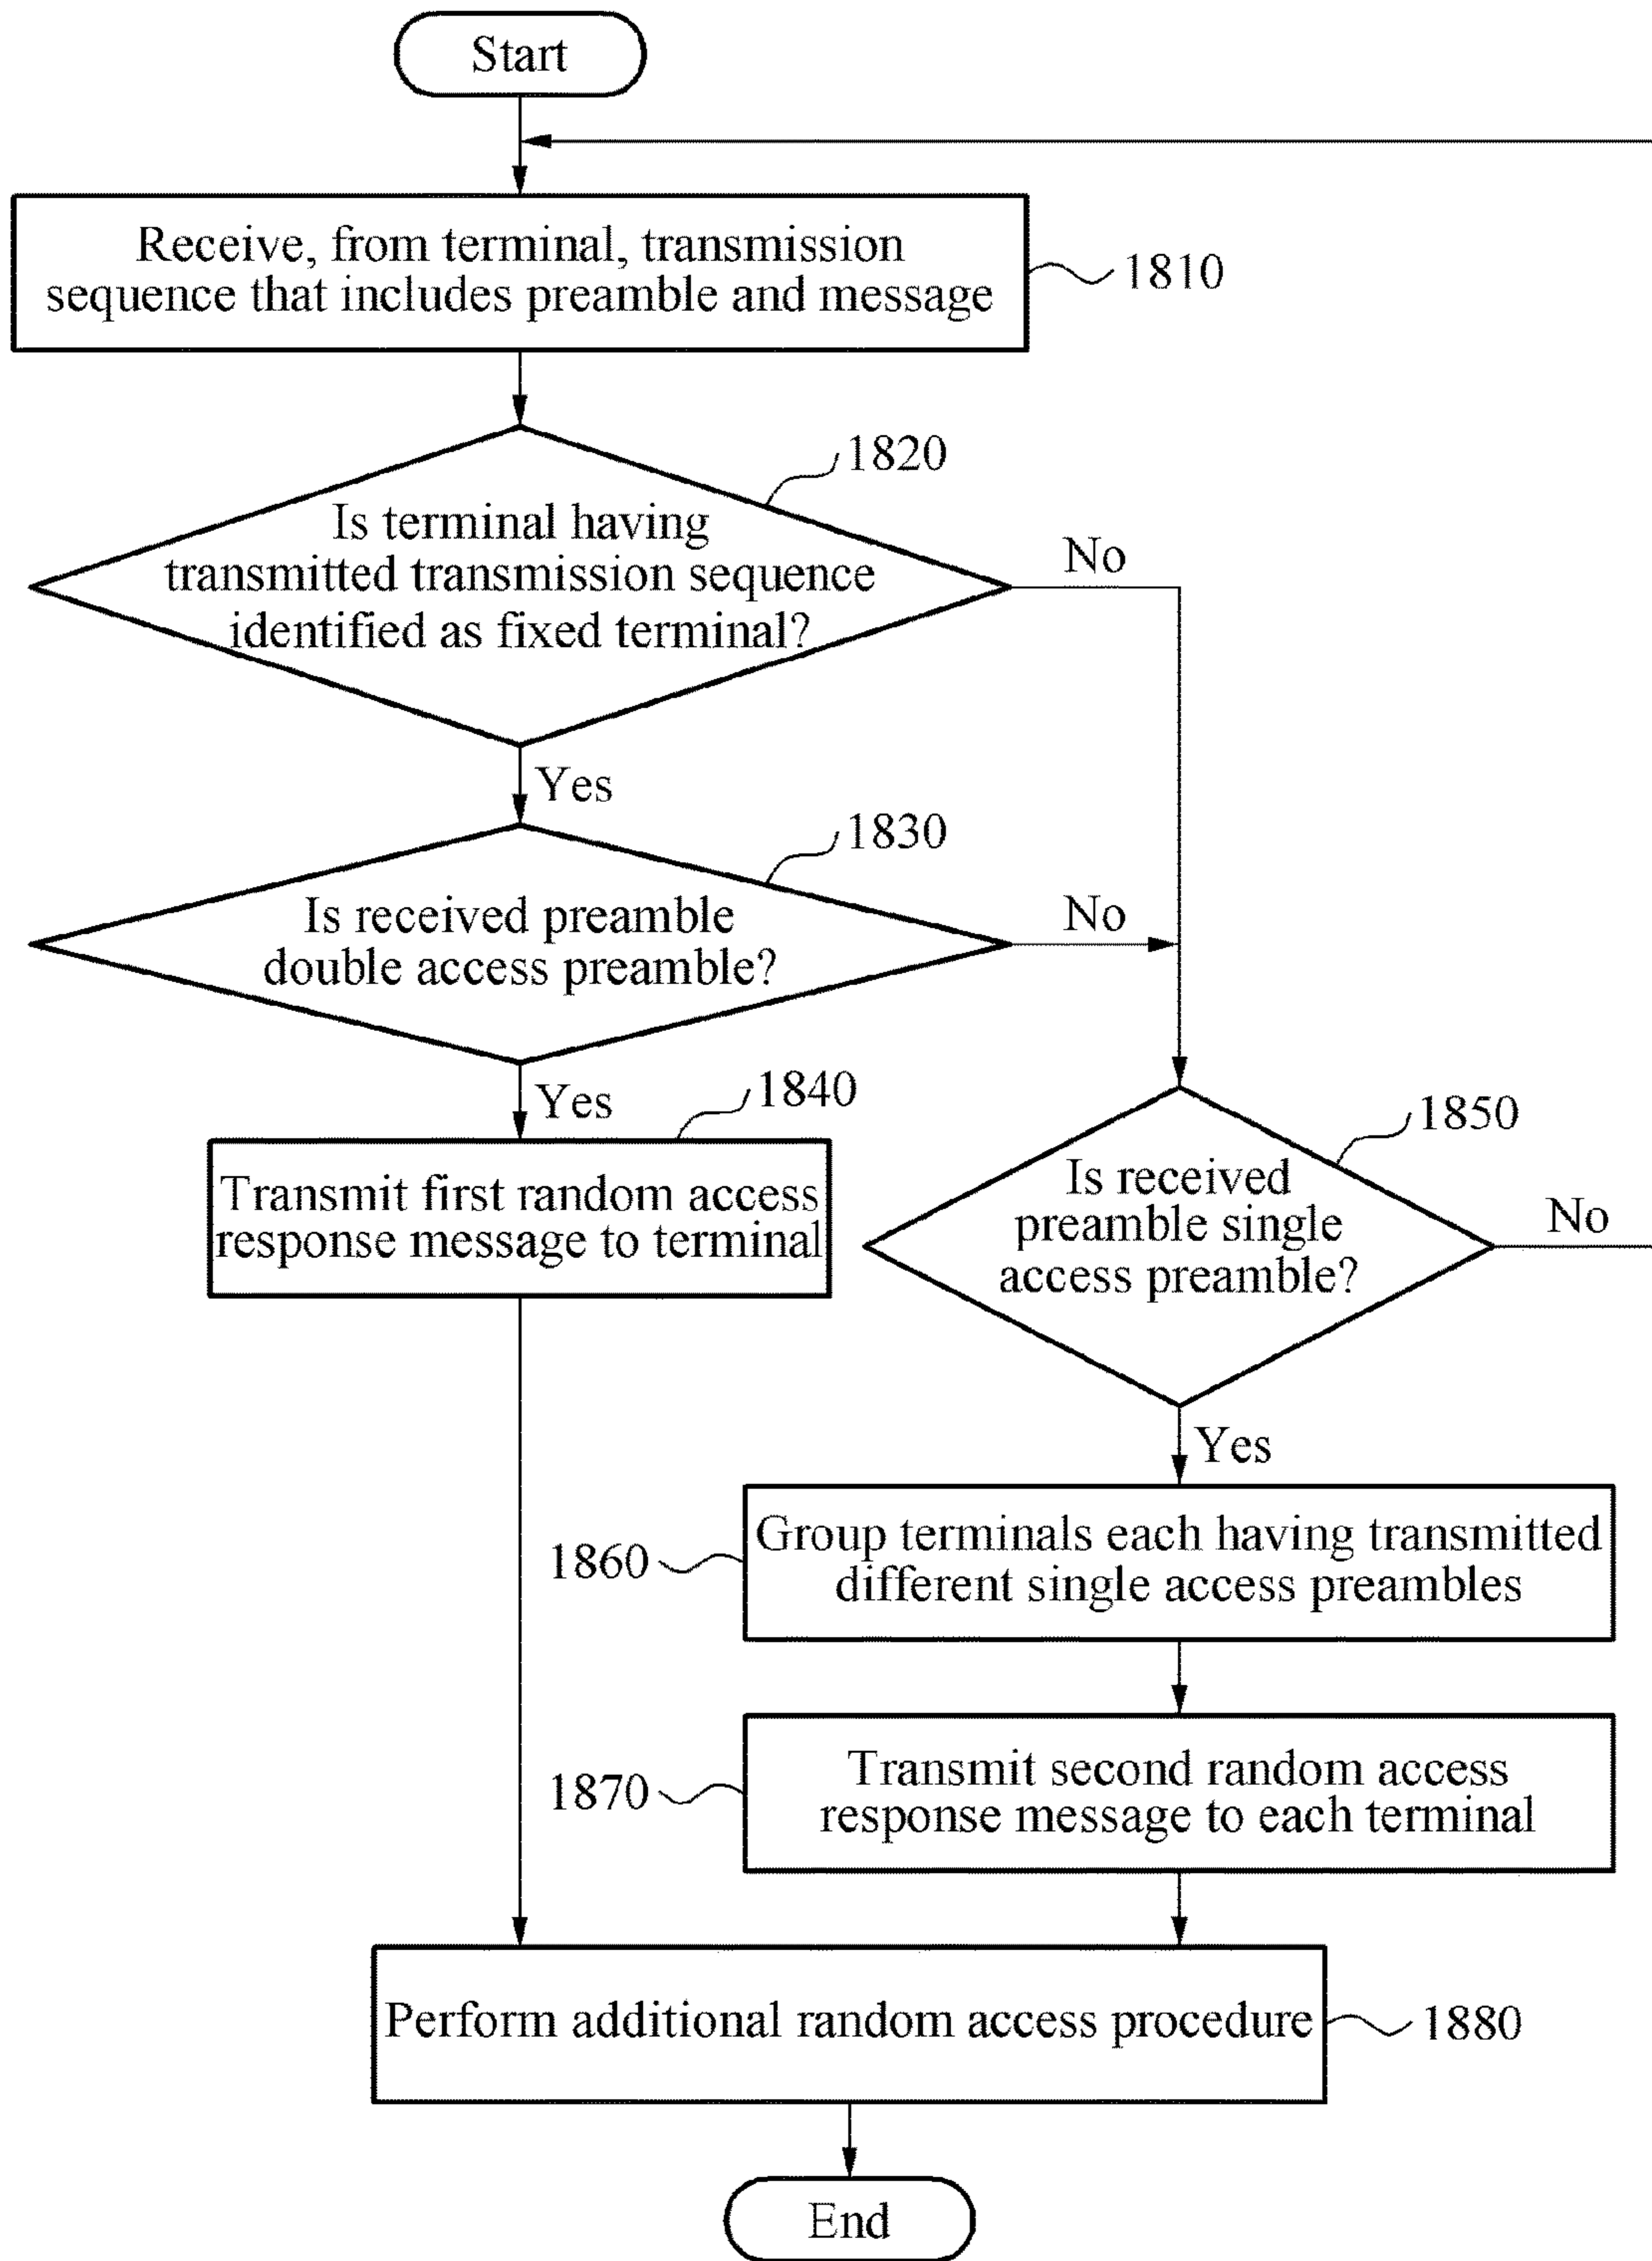 Start
Receive, from terminal, transmission
sequence that includes preamble and message
1810
1820
Is terminal having
transmitted transmission sequence
identified as fixed terminal?
No
Yes
1830
Is received preamble
double access preamble?
No
Yes
1840
Transmit first random access
response message to terminal
1850
Is received
preamble single
access preamble?
No
Yes
1860
Group terminals each having transmitted
different single access preambles
1870
Transmit second random access
response message to each terminal
Perform additional random access procedure
1880
End